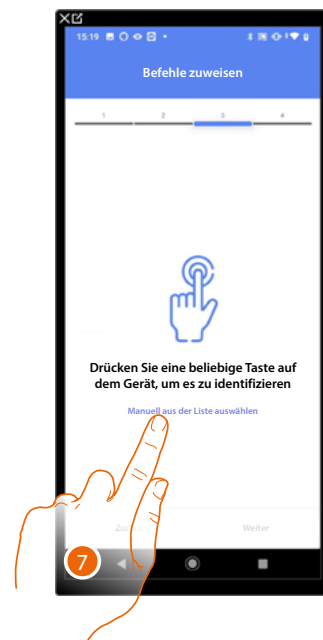 15:19
Befehle zuweisen
1 2 3 4
Drücken Sie eine beliebige Taste auf
dem Gerät, um es zu identifizieren
Manuell aus der Liste auswählen
Weiter
7